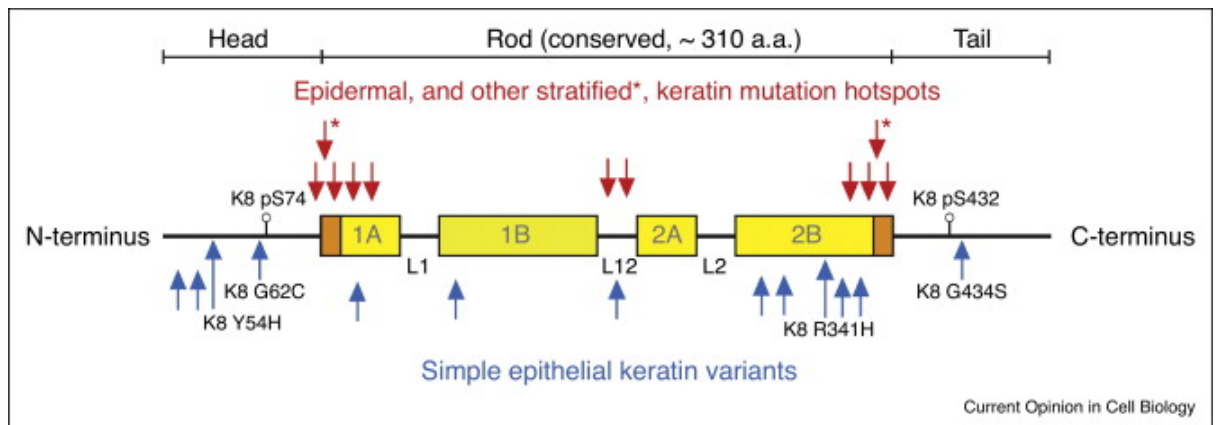 Head Rod (conserved, ~ 310 a.a.) Tail
Epidermal, and other stratified*, keratin mutation hotspots
* *
K8 pS74 K8 pS432
N-terminus 1A 1B 2A 2B C-terminus
L1 L12 L2
K8 G62C K8 G434S
K8 Y54H K8 R341H
Simple epithelial keratin variants
Current Opinion in Cell Biology